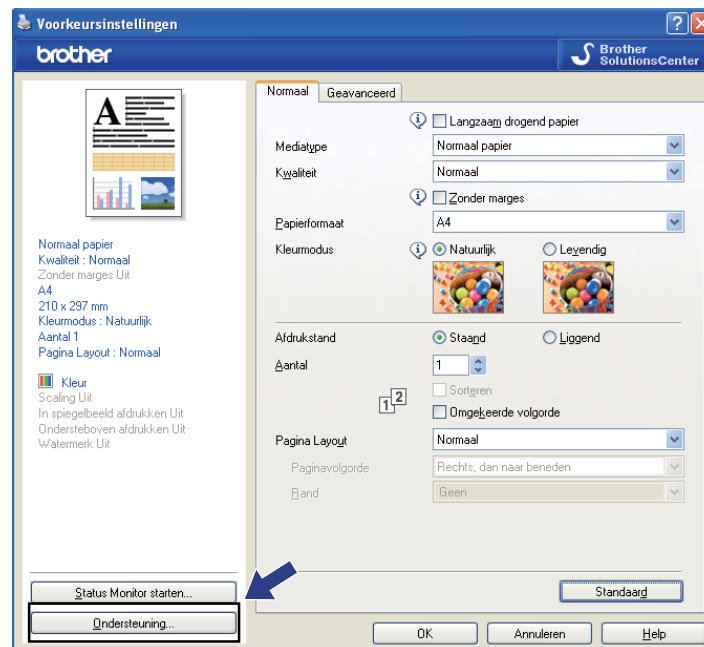 Voorkeursinstellingen
brother
Brother
SolutionsCenter
Normaal
Geavanceerd
A
Langzaam drogend papier
Mediatype
Normaal papier
Kwaliteit
Normaal
Zonder marges
Papierformaat
A4
Kleurmodus
Natuurlijk
Levendig
Normaal papier
Kwaliteit : Normaal
Zonder marges Uit
A4
210 x 297 mm
Kleurmodus : Natuurlijk
Aantal 1
Pagina Layout : Normaal
Kleur
Scaling Uit
In spiegelbeeld afdrukken Uit
Ondersteboven afdrukken Uit
Watermerk Uit
Afdrukstand
Staand
Liggend
Aantal
1
Sorteren
1 2
Omgekeerde volgorde
Pagina Layout
Normaal
Paginavolgorde
Rechts, dan naar beneden
Rand
Geen
Status Monitor starten...
Standaard
Ondersteuning...
OK
Annuleren
Help